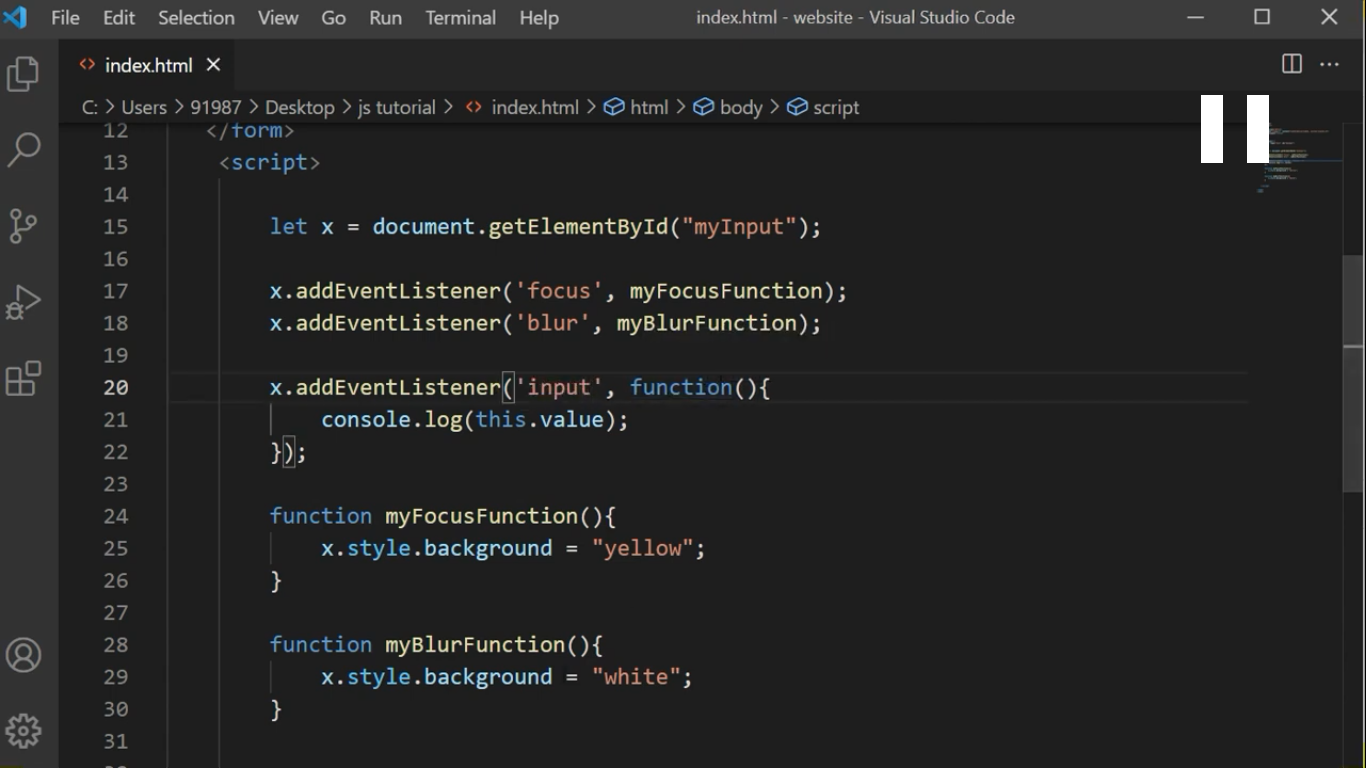 File Edit Selection View Go Run Terminal Help index.html - website - Visual Studio Code
index.html
C: > Users > 91987 > Desktop > js tutorial > index.html > html > body > script
12 </form>
13 <script>
14
15 let x = document.getElementById("myInput");
16
17 x.addEventListener('focus', myFocusFunction);
18 x.addEventListener('blur', myBlurFunction);
19
20 x.addEventListener('input', function(){
21 console.log(this.value);
22 });
23
24 function myFocusFunction(){
25 x.style.background = "yellow";
26 }
27
28 function myBlurFunction(){
29 x.style.background = "white";
30 }
31